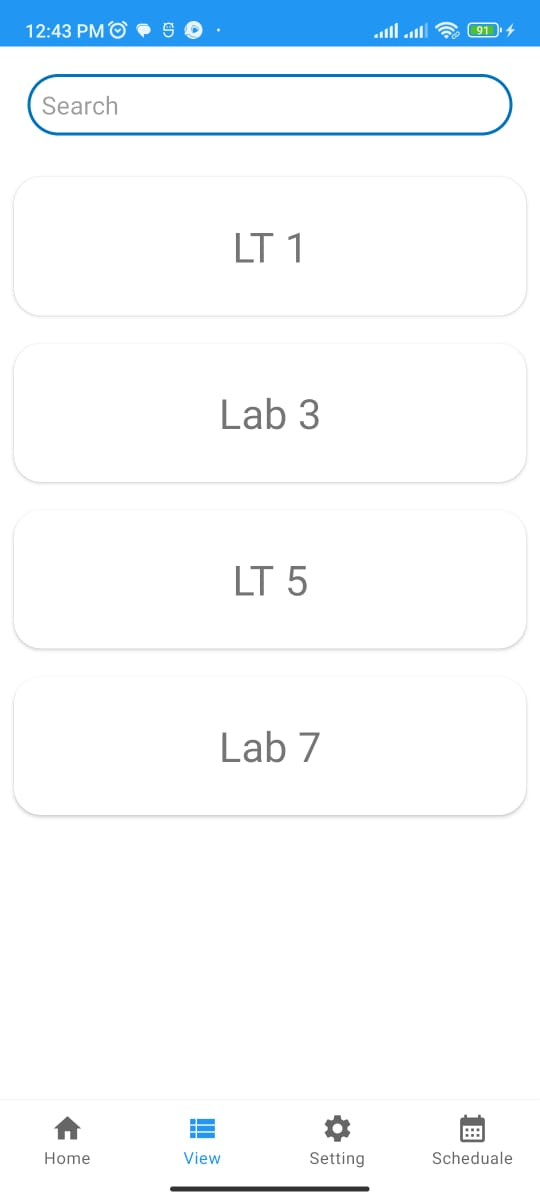 12:43 PM
91
Search
LT 1
Lab 3
LT 5
Lab 7
Home
View
Setting
Scheduale